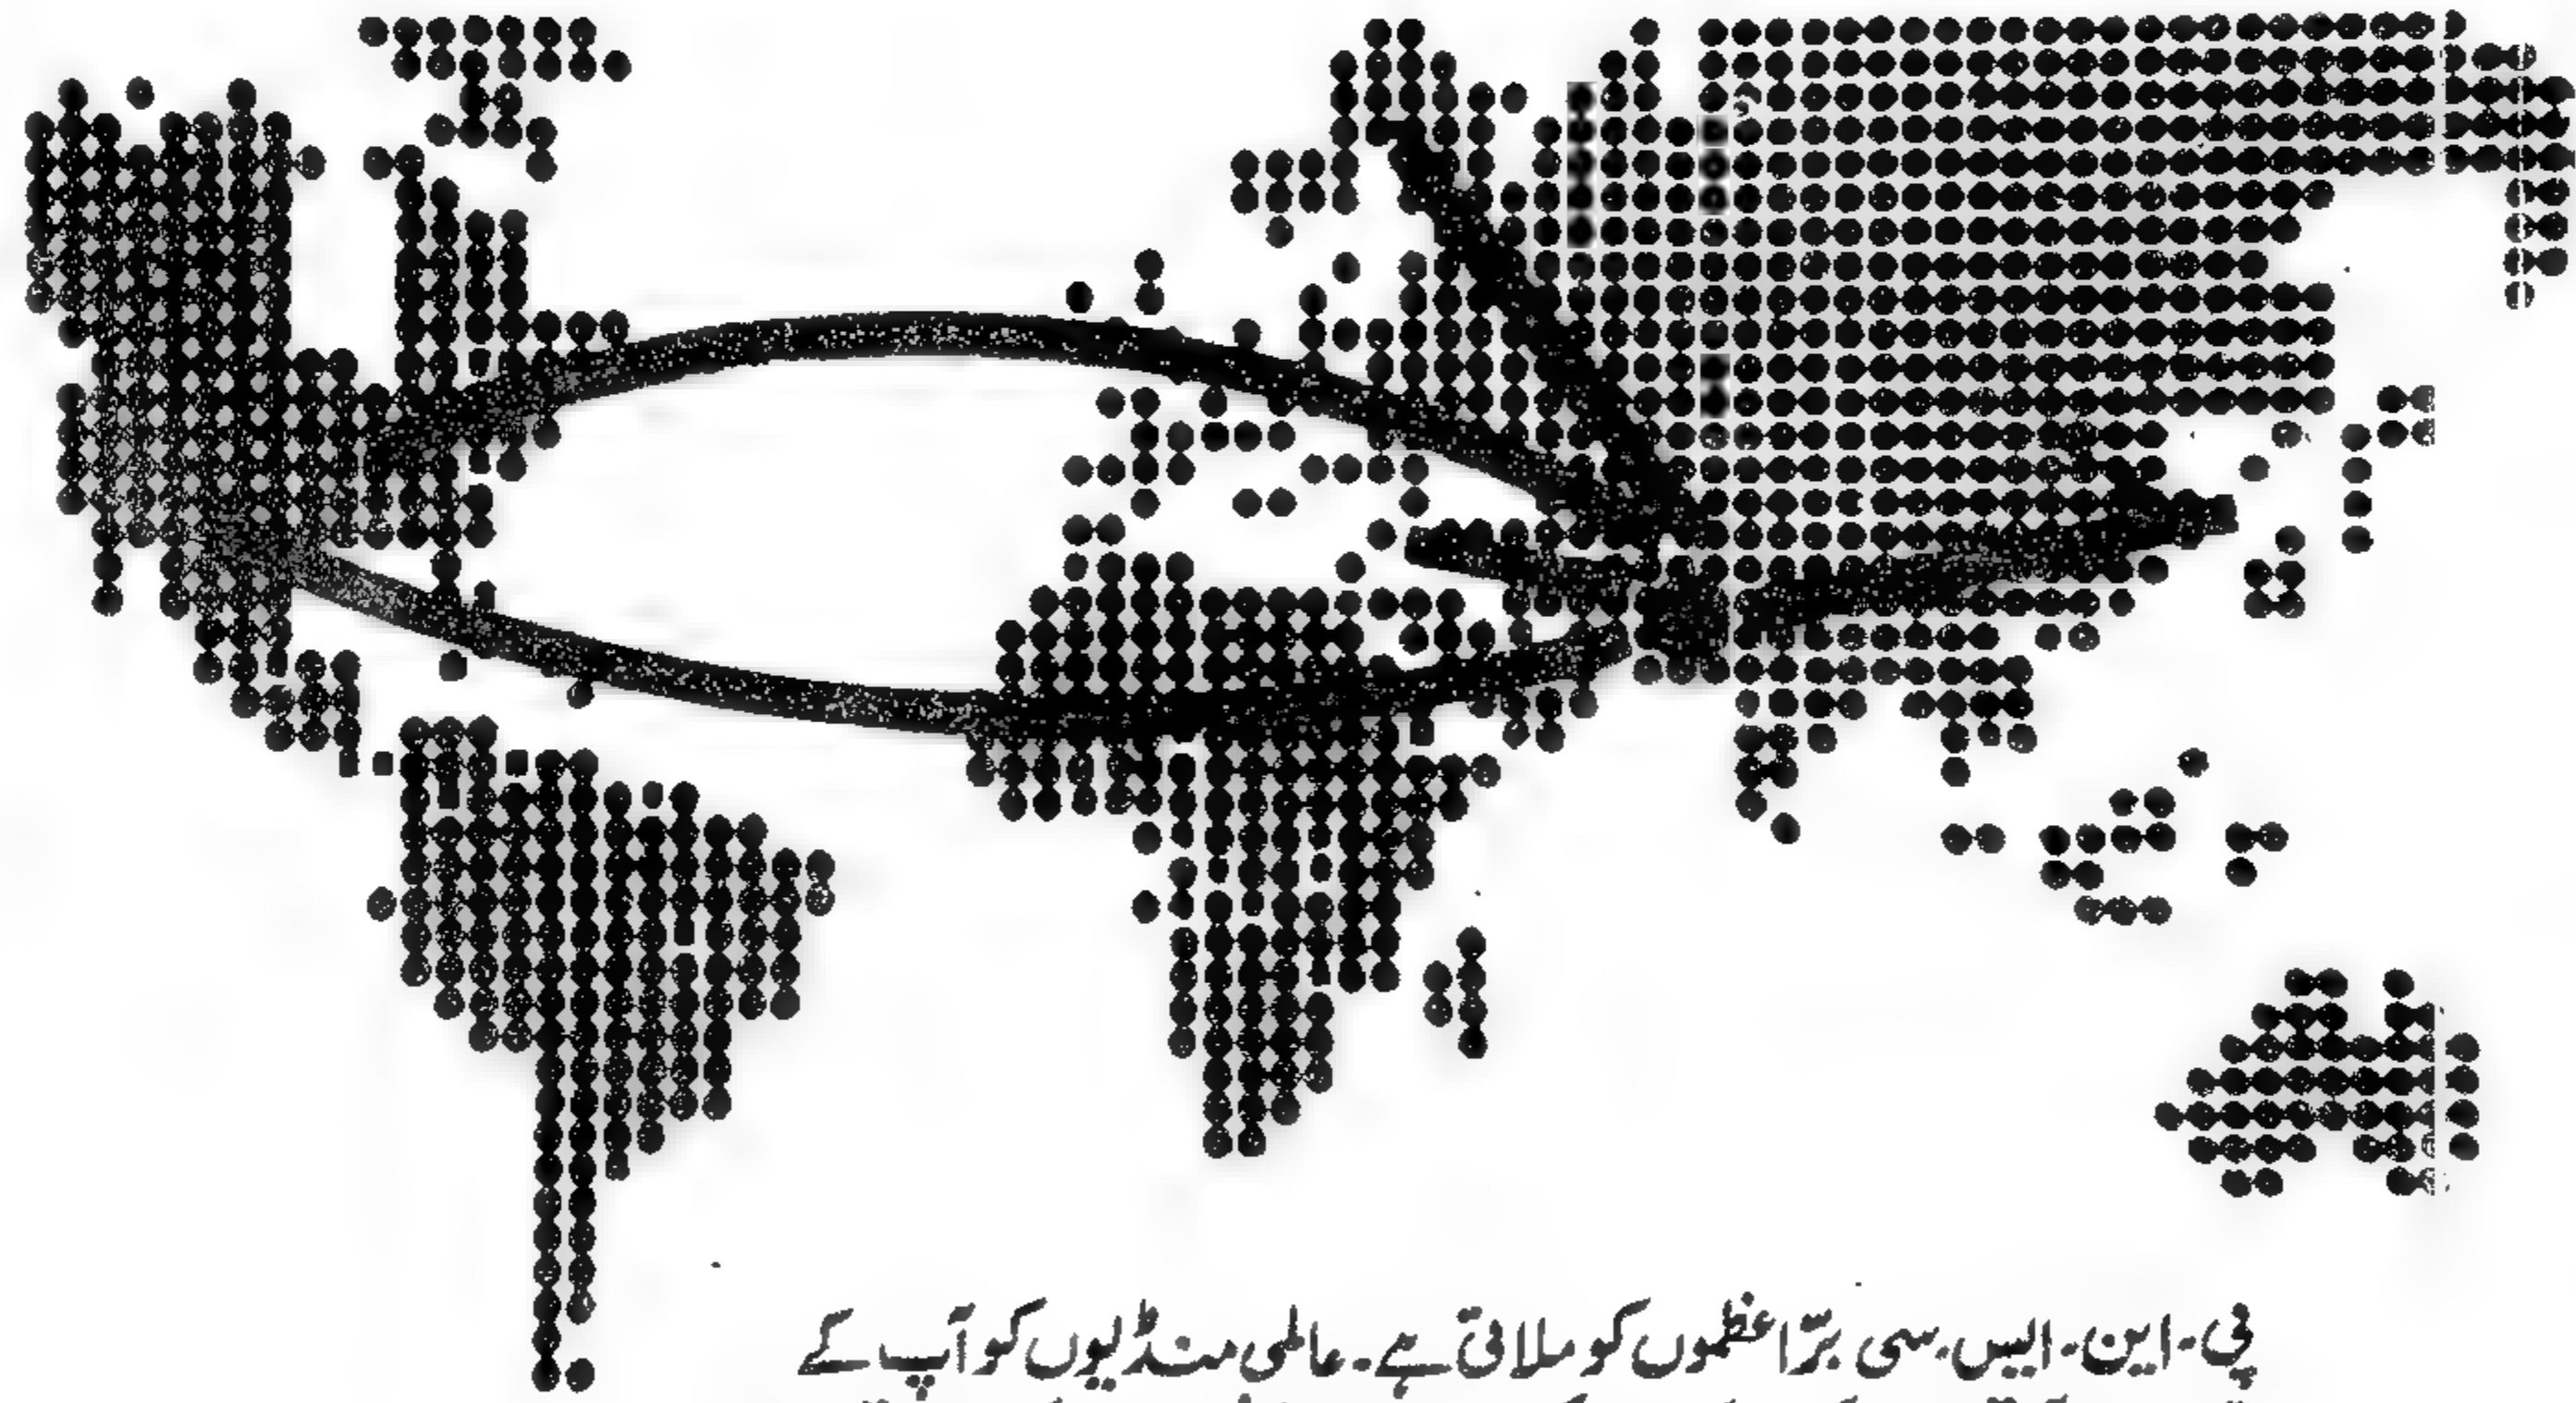 پی۔این۔ایس۔سی برّاعظموں کو ملاتی ہے۔عالمی منڈیوں کو آپ کے